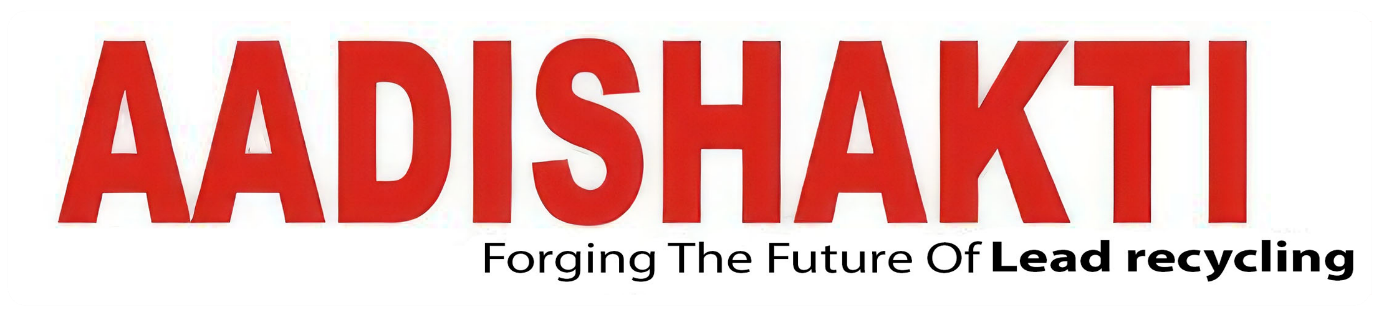 AADISHAKTI
Forging The Future Of Lead recycling